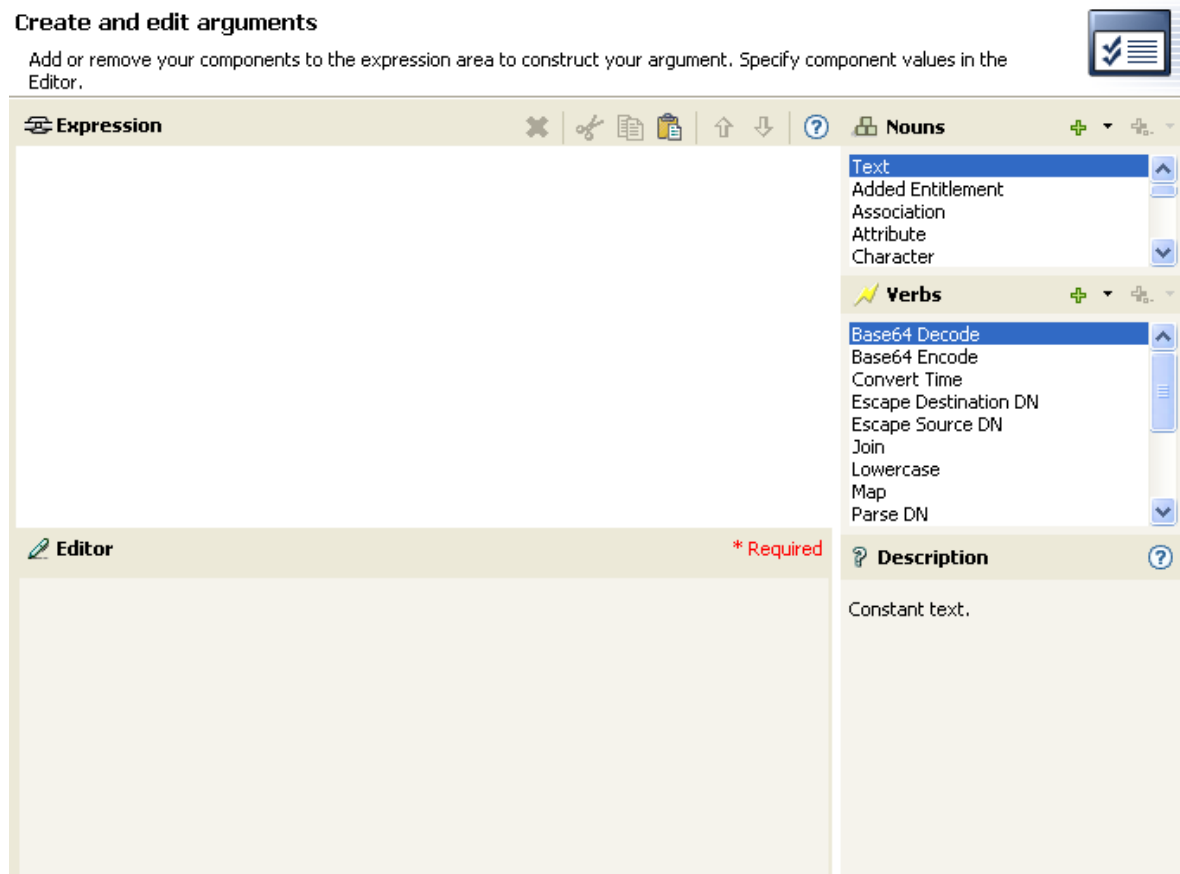 Create and edit arguments
Add or remove your components to the expression area to construct your argument. Specify component values in the
Editor.
Expression
Nouns
Text
Added Entitlement
Association
Attribute
Character
Verbs
Base64 Decode
Base64 Encode
Convert Time
Escape Destination DN
Escape Source DN
Join
Lowercase
Map
Parse DN
Editor
* Required
Description
Constant text.